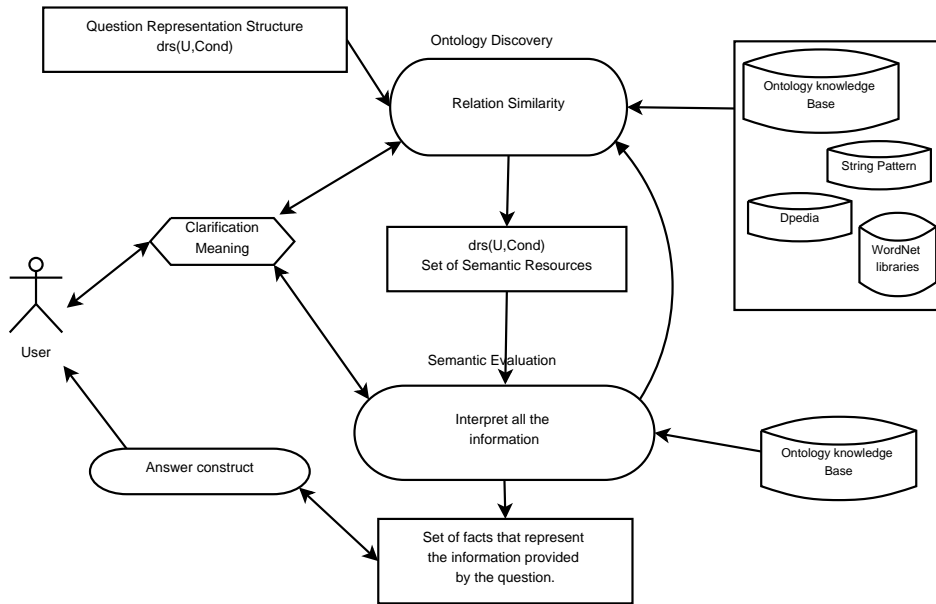 Question Representation Structure
drs(U,Cond)
Ontology Discovery
Relation Similarity
Ontology knowledge
Base
String Pattern
Dpedia
WordNet
libraries
Clarification
Meaning
drs(U,Cond)
Set of Semantic Resources
User
Semantic Evaluation
Interpret all the
information
Ontology knowledge
Base
Answer construct
Set of facts that represent
the information provided
by the question.